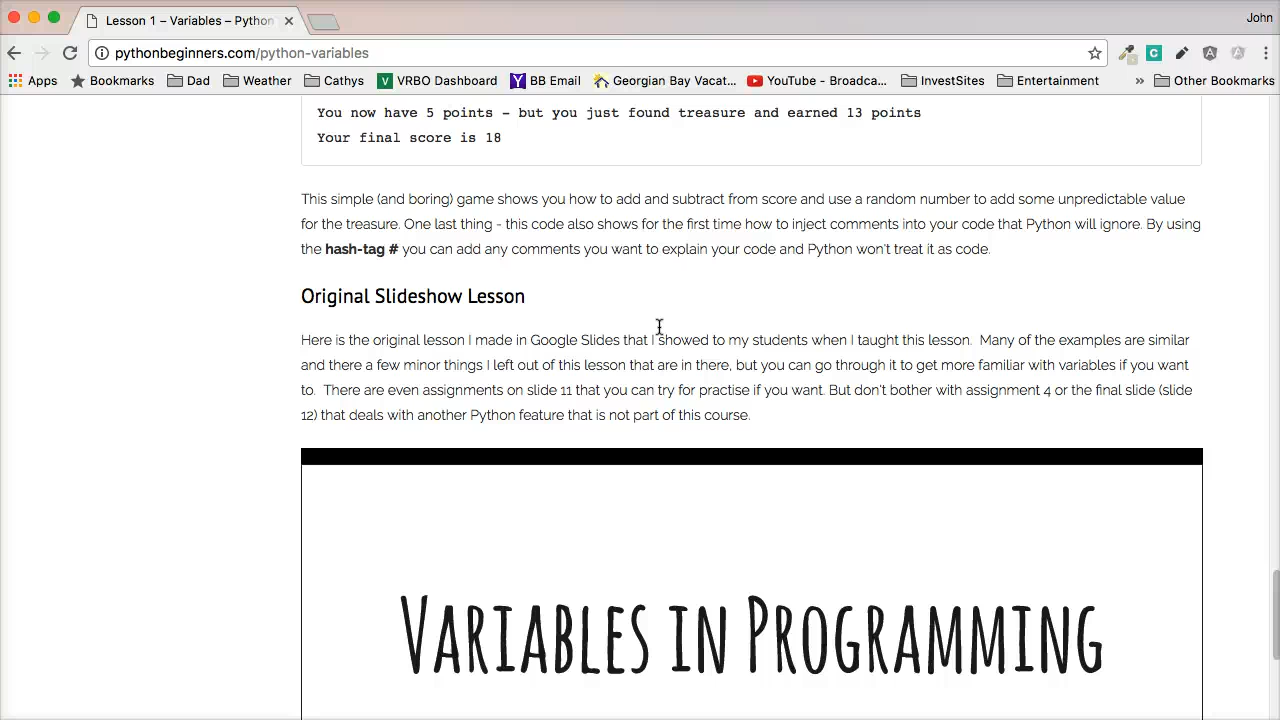 Lesson 1 – Variables – Python
John
pythonbeginners.com/python-variables
Apps Bookmarks Dad Weather Cathys VRBO Dashboard BB Email Georgian Bay Vacat... YouTube - Broadca... InvestSites Entertainment » Other Bookmarks
You now have 5 points - but you just found treasure and earned 13 points
Your final score is 18
This simple (and boring) game shows you how to add and subtract from score and use a random number to add some unpredictable value
for the treasure. One last thing - this code also shows for the first time how to inject comments into your code that Python will ignore. By using
the hash-tag # you can add any comments you want to explain your code and Python won't treat it as code.
Original Slideshow Lesson
Here is the original lesson I made in Google Slides that I showed to my students when I taught this lesson. Many of the examples are similar
and there a few minor things I left out of this lesson that are in there, but you can go through it to get more familiar with variables if you want
to. There are even assignments on slide 11 that you can try for practise if you want. But don't bother with assignment 4 or the final slide (slide
12) that deals with another Python feature that is not part of this course.
VARIABLES IN PROGRAMMING